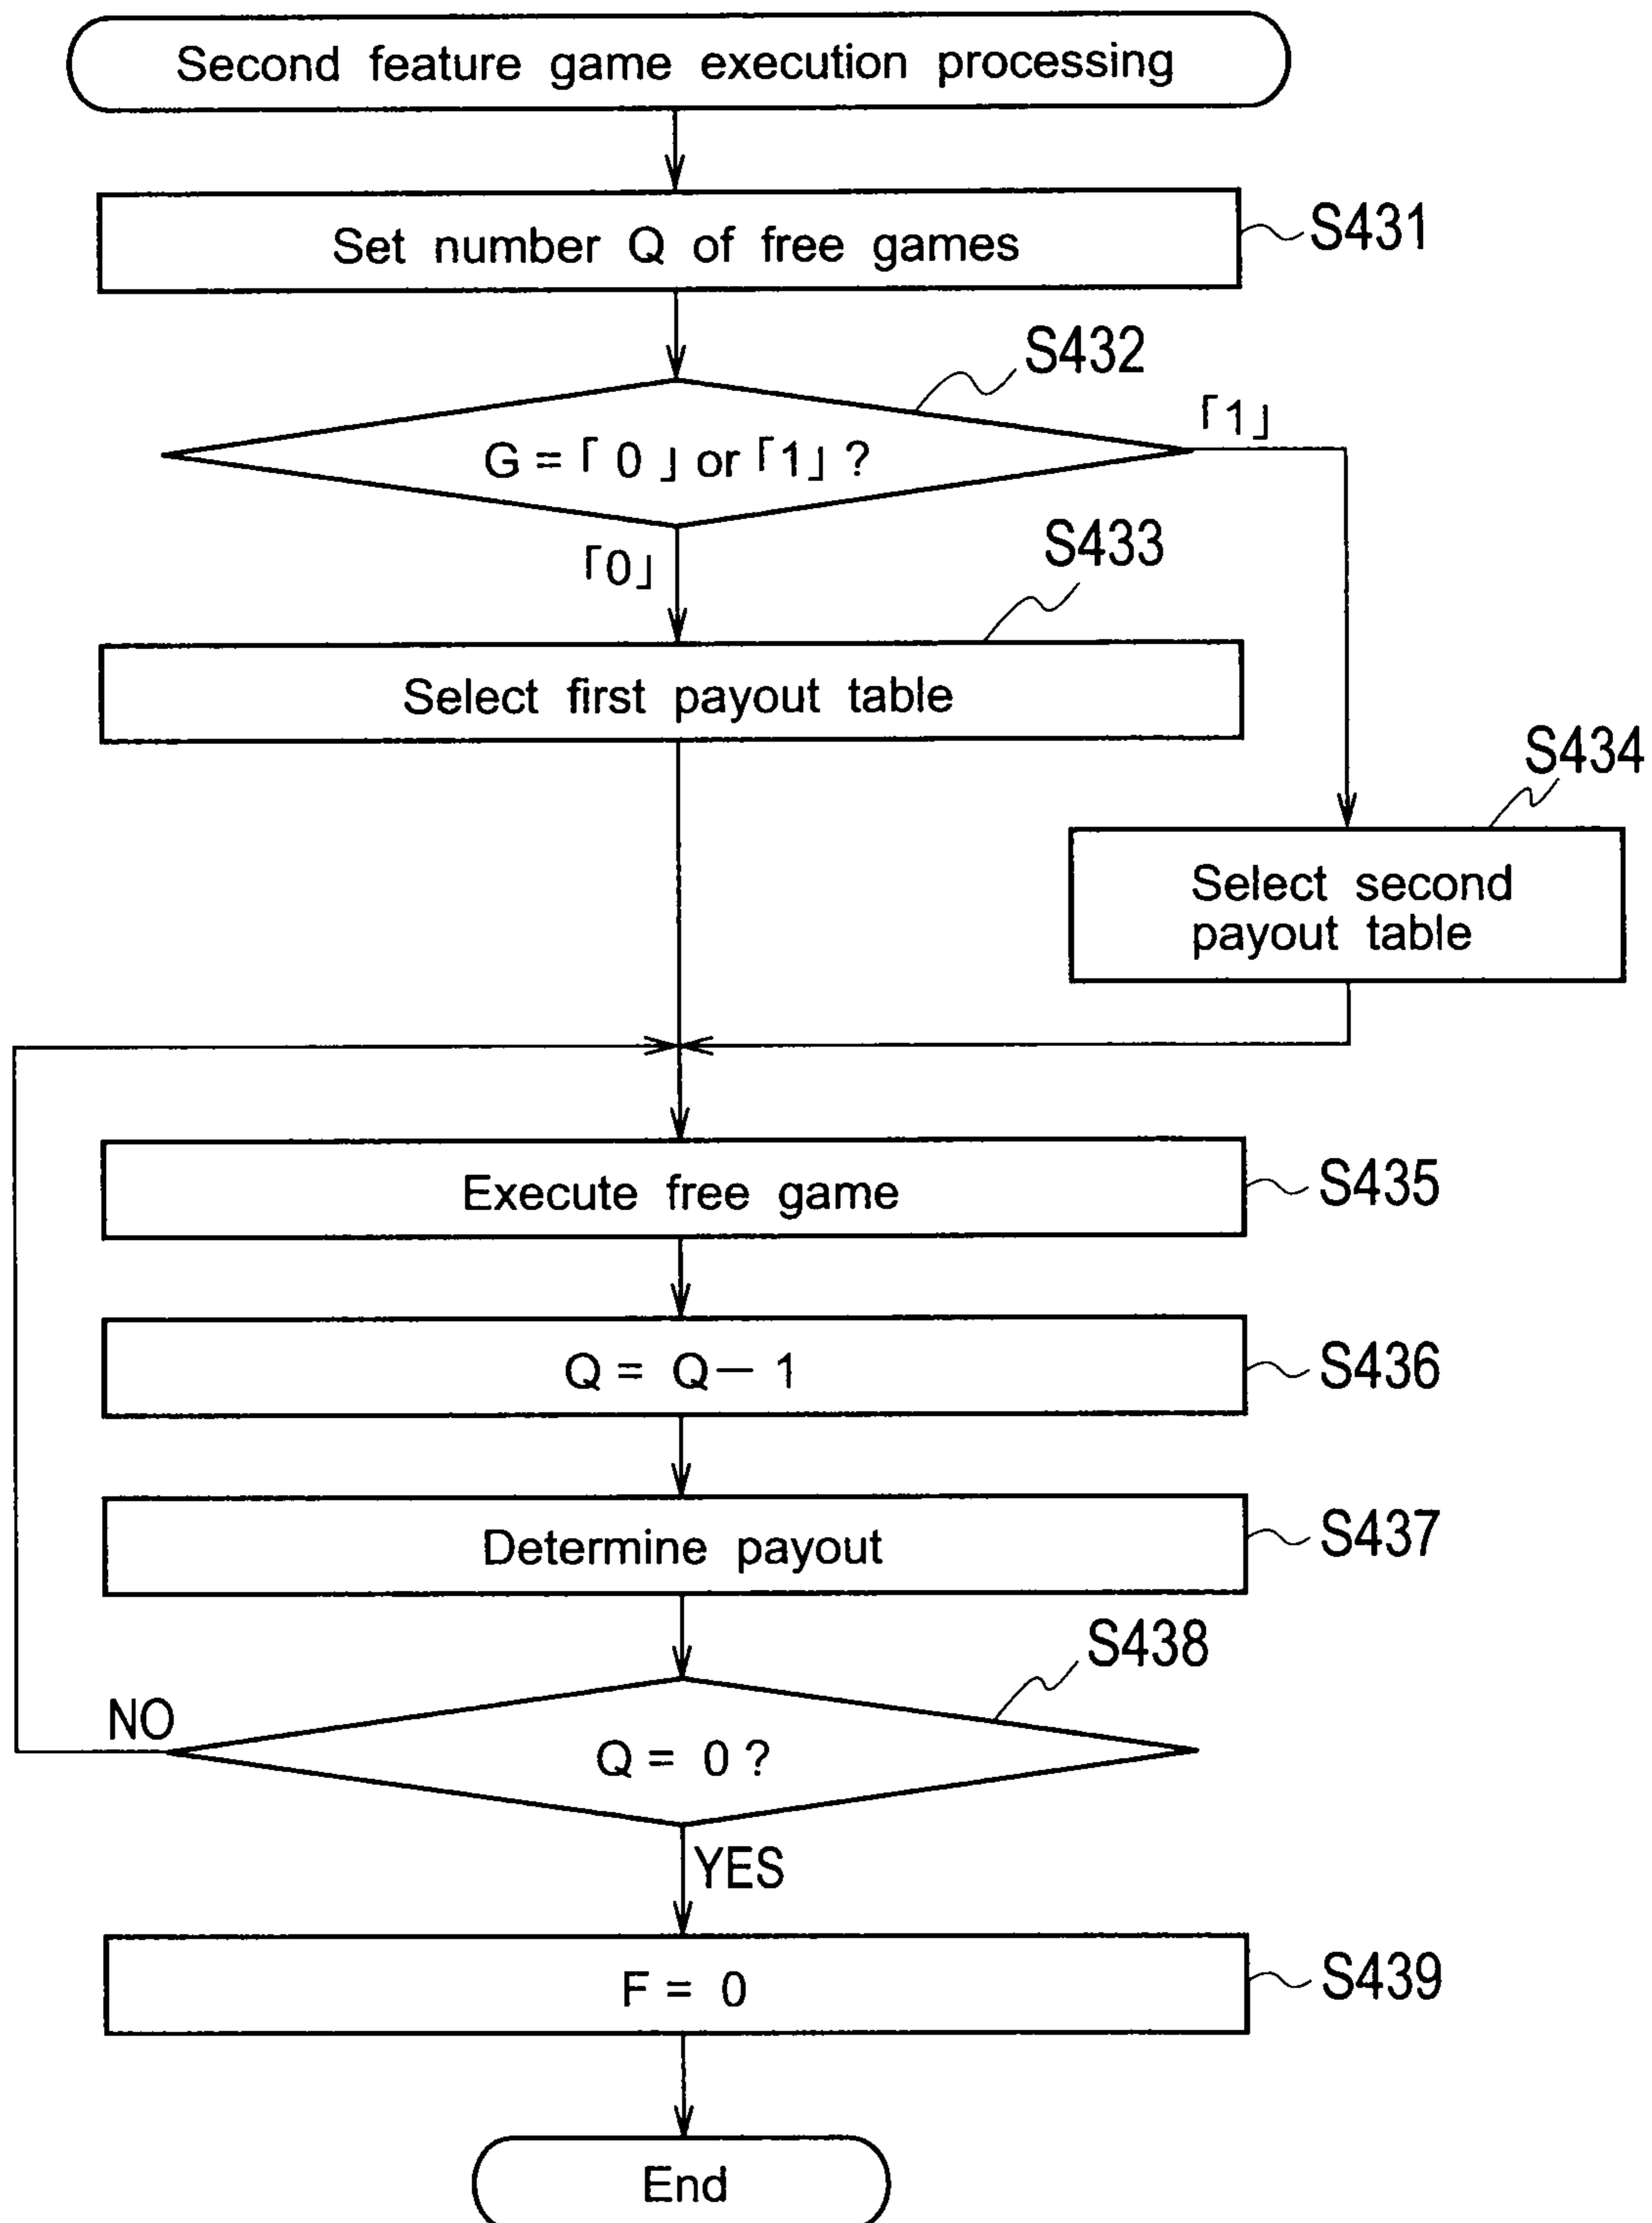 Second feature game execution processing
Set number Q of free games
S431
S432
G = 「 0 」 or 「1」 ?
「1」
「0」
S433
Select first payout table
S434
Select second
payout table
Execute free game
S435
Q = Q－ 1
S436
Determine payout
S437
S438
NO
Q = 0 ?
YES
F = 0
S439
End